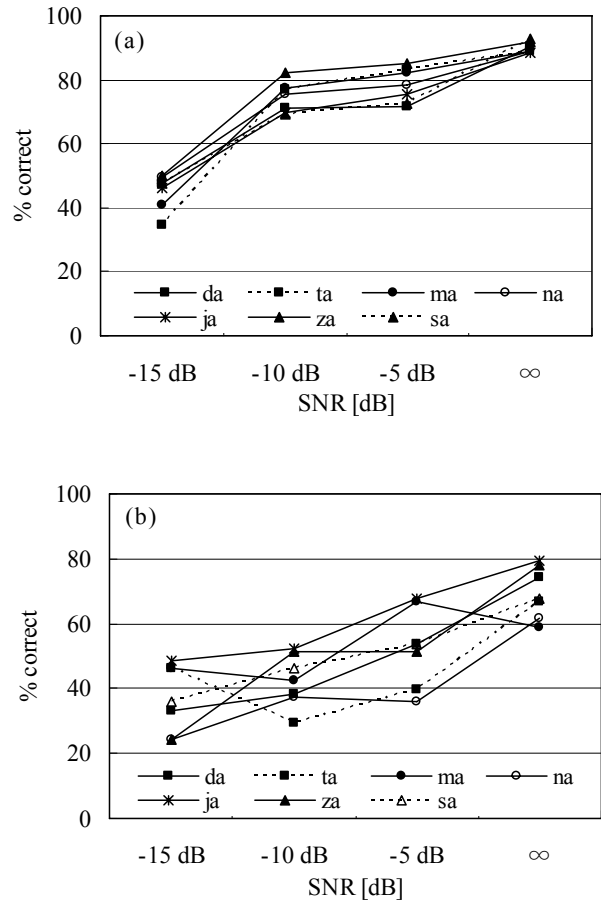 100
(a)
80
60
% correct
40
20
da ta ma na
ja za sa
0
-15 dB -10 dB -5 dB ∞
SNR [dB]
100
(b)
80
60
% correct
40
20
da ta ma na
ja za sa
0
-15 dB -10 dB -5 dB ∞
SNR [dB]